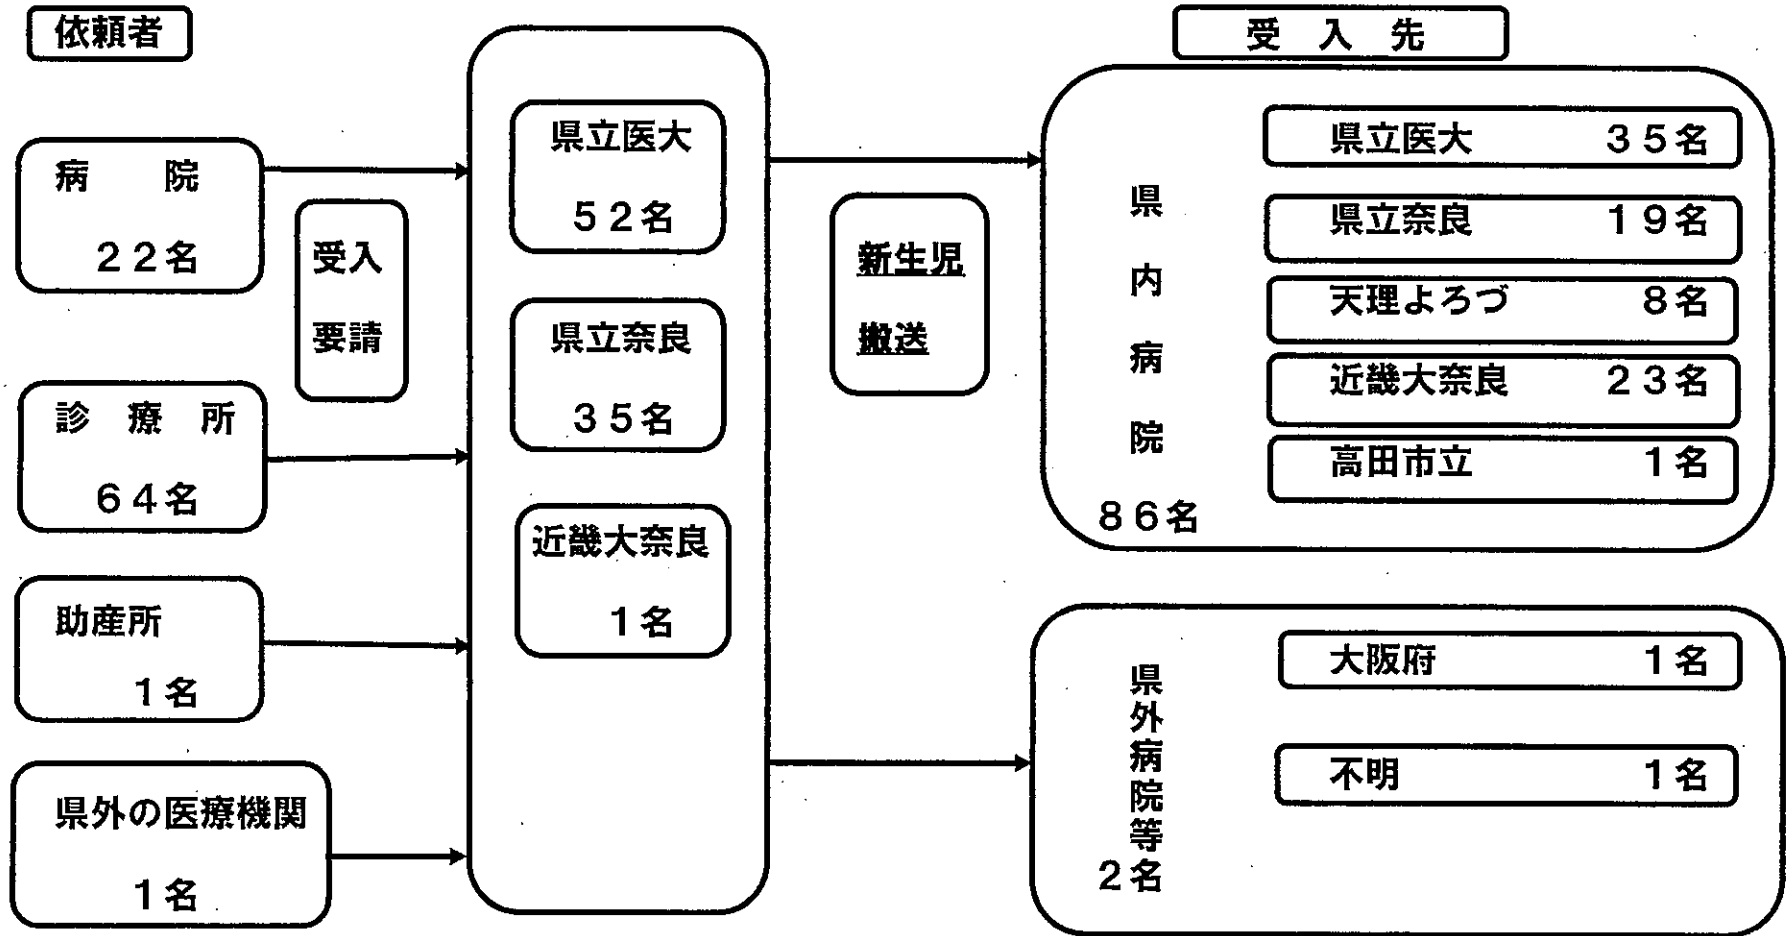 依頼者
病　院
２２名
診　療　所
６４名
助産所
１名
県外の医療機関
１名
受入
要請
県立医大
５２名
県立奈良
３５名
近畿大奈良
１名
新生児
搬送
受　入　先
県内病院
８６名
県立医大　３５名
県立奈良　１９名
天理よろづ　８名
近畿大奈良　２３名
高田市立　１名
県外病院等
２名
大阪府　１名
不明　１名